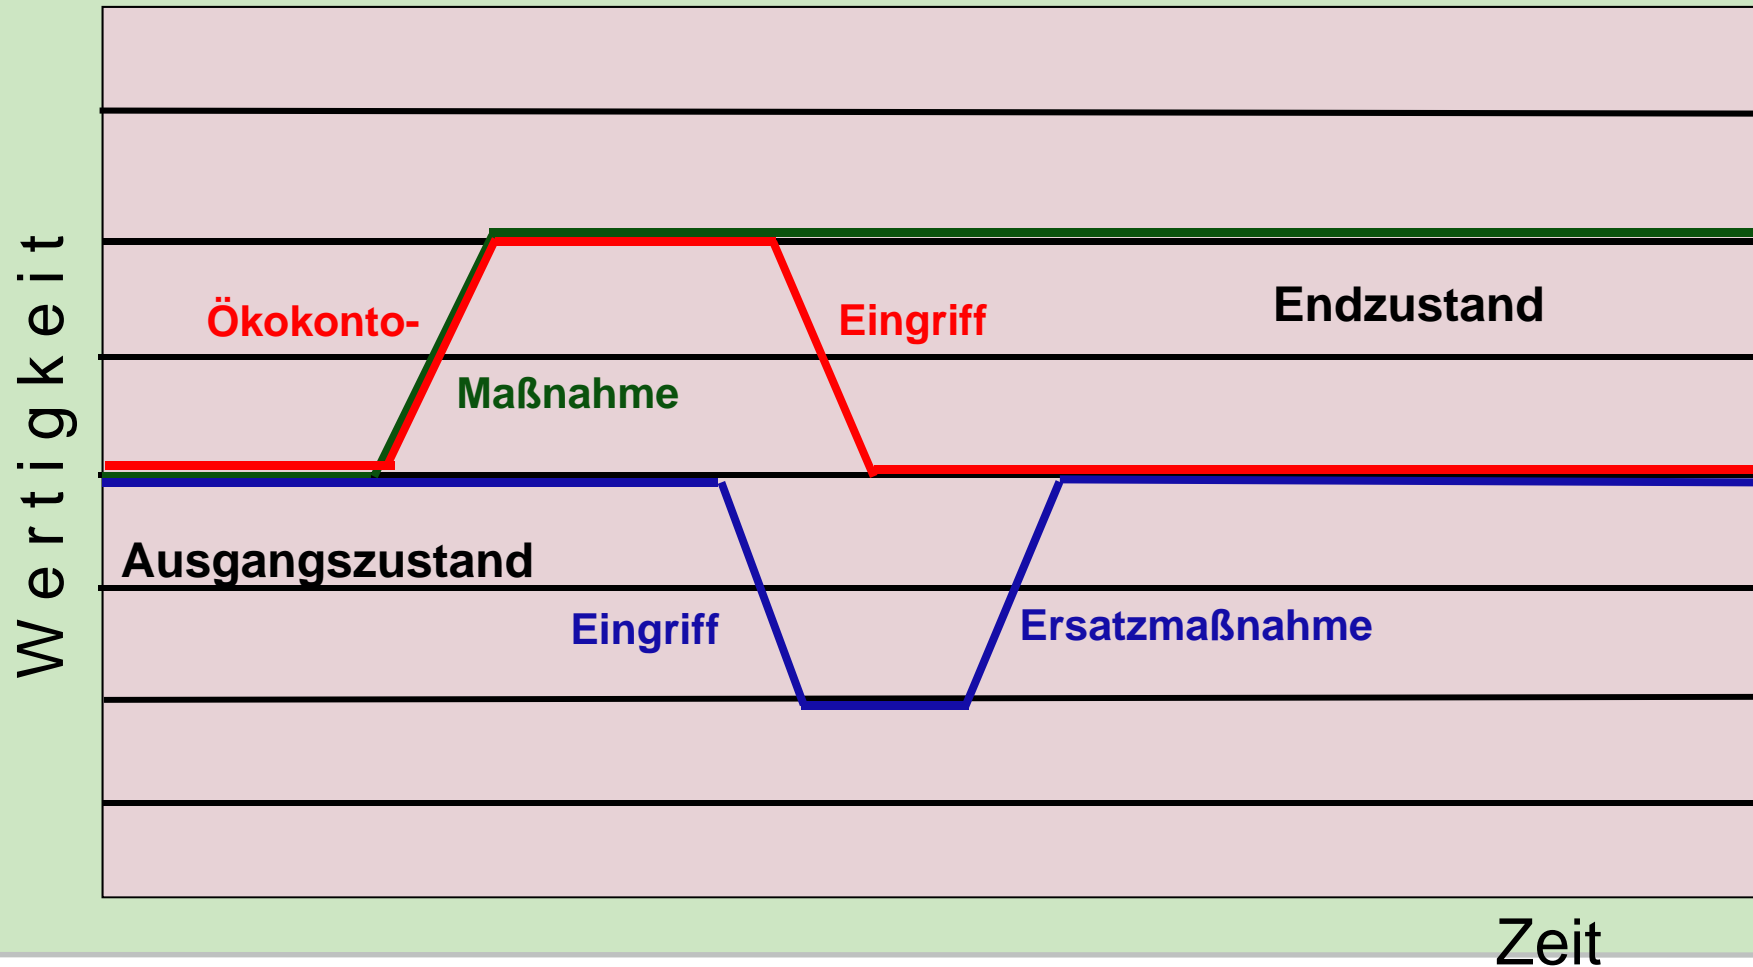 Wertigkeit
Ökokonto-
Eingriff
Endzustand
Maßnahme
Ausgangszustand
Eingriff
Ersatzmaßnahme
Zeit